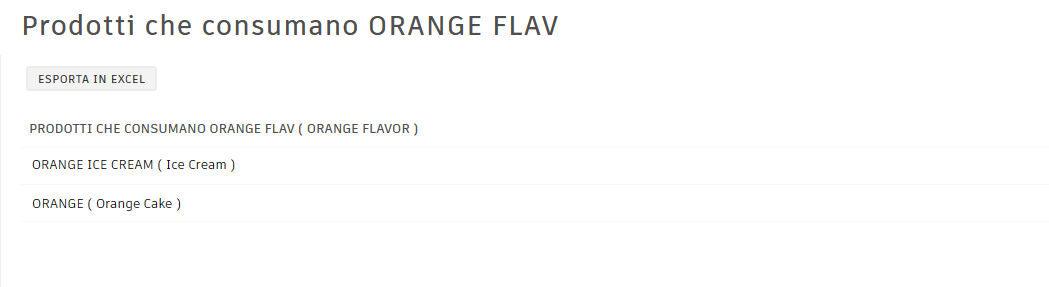 Prodotti che consumano ORANGE FLAV
ESPORTA IN EXCEL
PRODOTTI CHE CONSUMANO ORANGE FLAV ( ORANGE FLAVOR )
ORANGE ICE CREAM ( Ice Cream )
ORANGE ( Orange Cake )